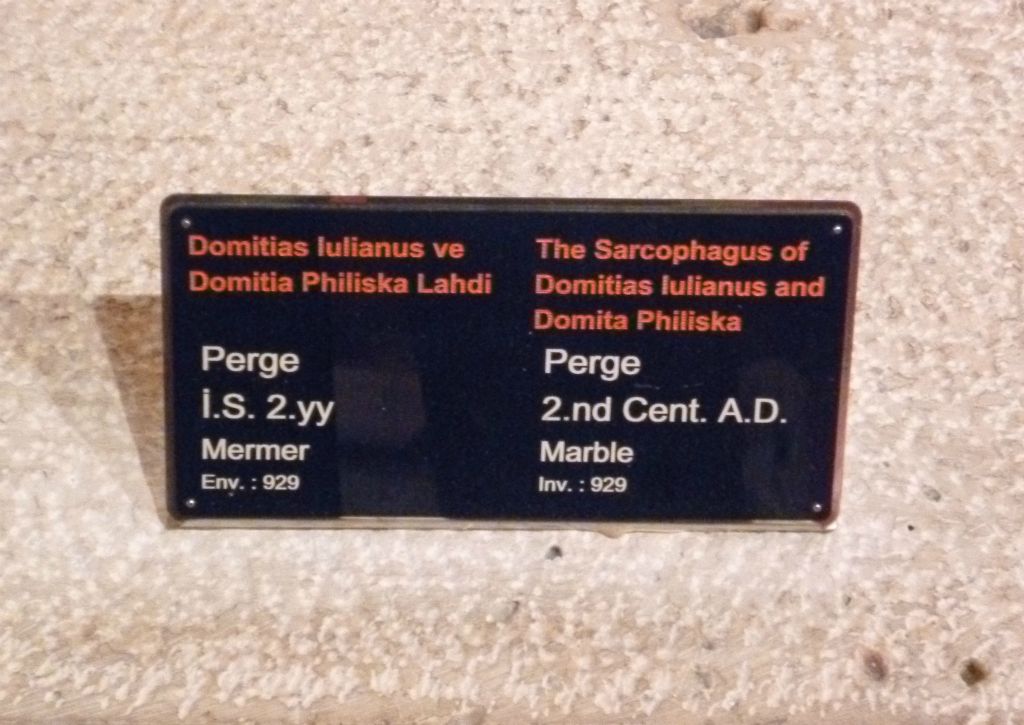 Domitias Iulianus ve
Domitia Philiska Lahdi
Perge
İ.S. 2.yy
Mermer
Env. : 929
The Sarcophagus of
Domitias Iulianus and
Domita Philiska
Perge
2.nd Cent. A.D.
Marble
Inv. : 929